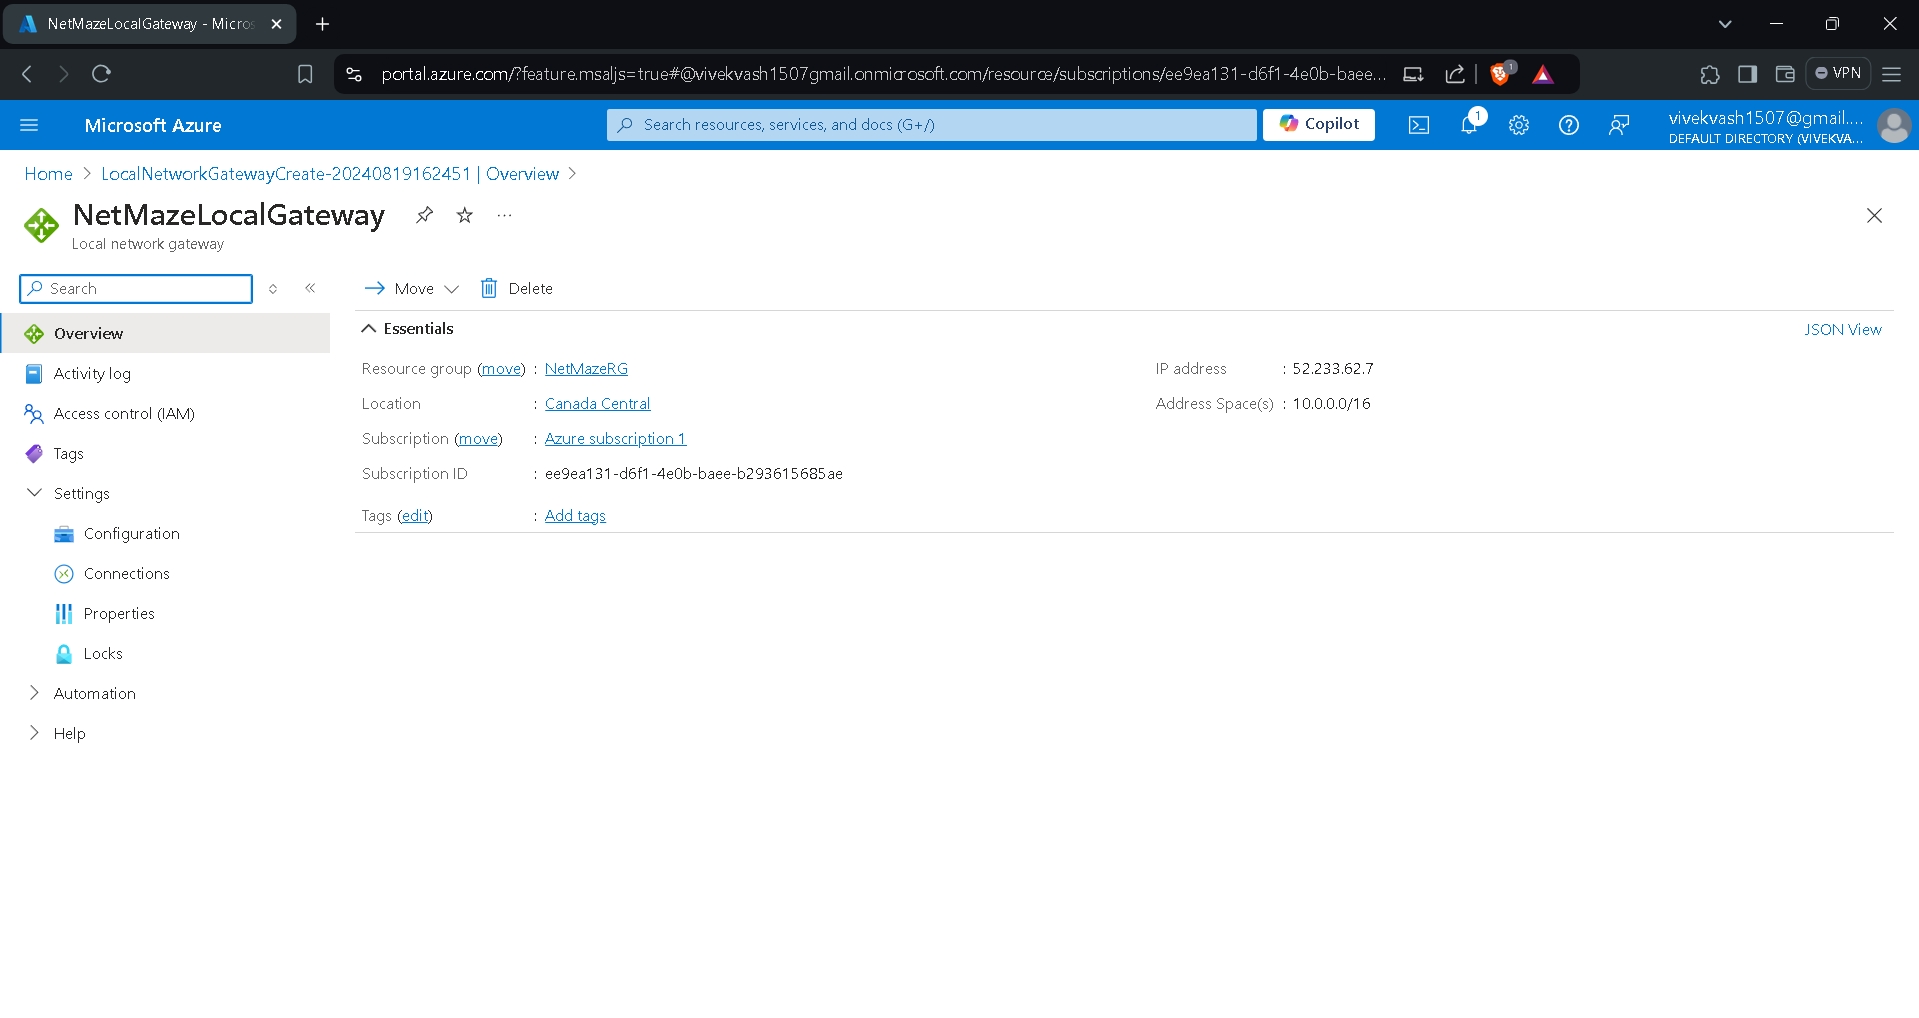 NetMazeLocalGateway - Micros
portal.azure.com/?feature.msaljs=true#@vivekvash1507gmail.onmicrosoft.com/resource/subscriptions/ee9ea131-d6f1-4e0b-baee...
1
VPN
Microsoft Azure
Search resources, services, and docs (G+/)
Copilot
1
vivekvash1507@gmail....
DEFAULT DIRECTORY (VIVEKVA...
Home > LocalNetworkGatewayCreate-20240819162451 | Overview >
NetMazeLocalGateway
...
Local network gateway
Search
Move
Delete
Overview
Activity log
Access control (IAM)
Tags
Settings
Configuration
Connections
Properties
Locks
Automation
Help
Essentials
JSON View
Resource group (move) : NetMazeRG
Location : Canada Central
Subscription (move) : Azure subscription 1
Subscription ID : ee9ea131-d6f1-4e0b-baee-b293615685ae
Tags (edit) : Add tags
IP address : 52.233.62.7
Address Space(s) : 10.0.0.0/16